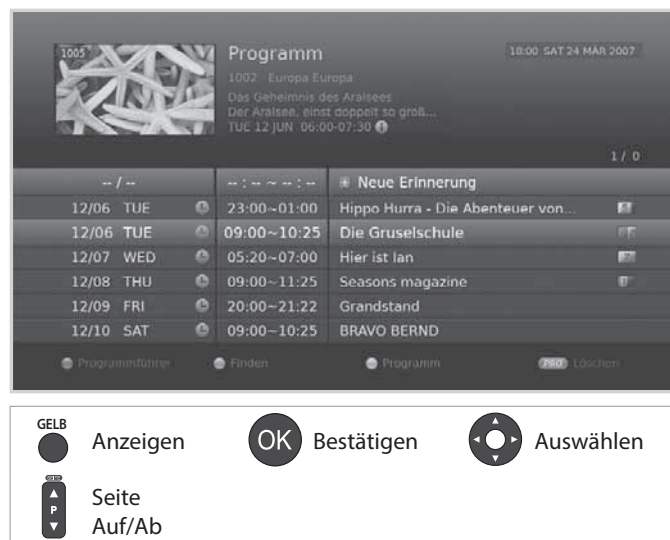 1005
Programm
18:00 SAT 24 MAR 2007
1002 Europa Europa
Das Geheimnis des Aralsees
Der Aralsee, einst doppelt so groß...
TUE 12 JUN 06:00-07:30
1 / 0
-- / -- -- : -- ~ -- : -- Neue Erinnerung
12/06 TUE 23:00~01:00 Hippo Hurra - Die Abenteuer von...
12/06 TUE 09:00~10:25 Die Gruselschule
12/07 WED 05:20~07:00 Hier ist Ian
12/08 THU 09:00~11:25 Seasons magazine
12/09 FRI 20:00~21:22 Grandstand
12/10 SAT 09:00~10:25 BRAVO BERND
Programmführer Finden Programm PRO Löschen
GELB
Anzeigen OK Bestätigen Auswählen
P Seite
Auf/Ab